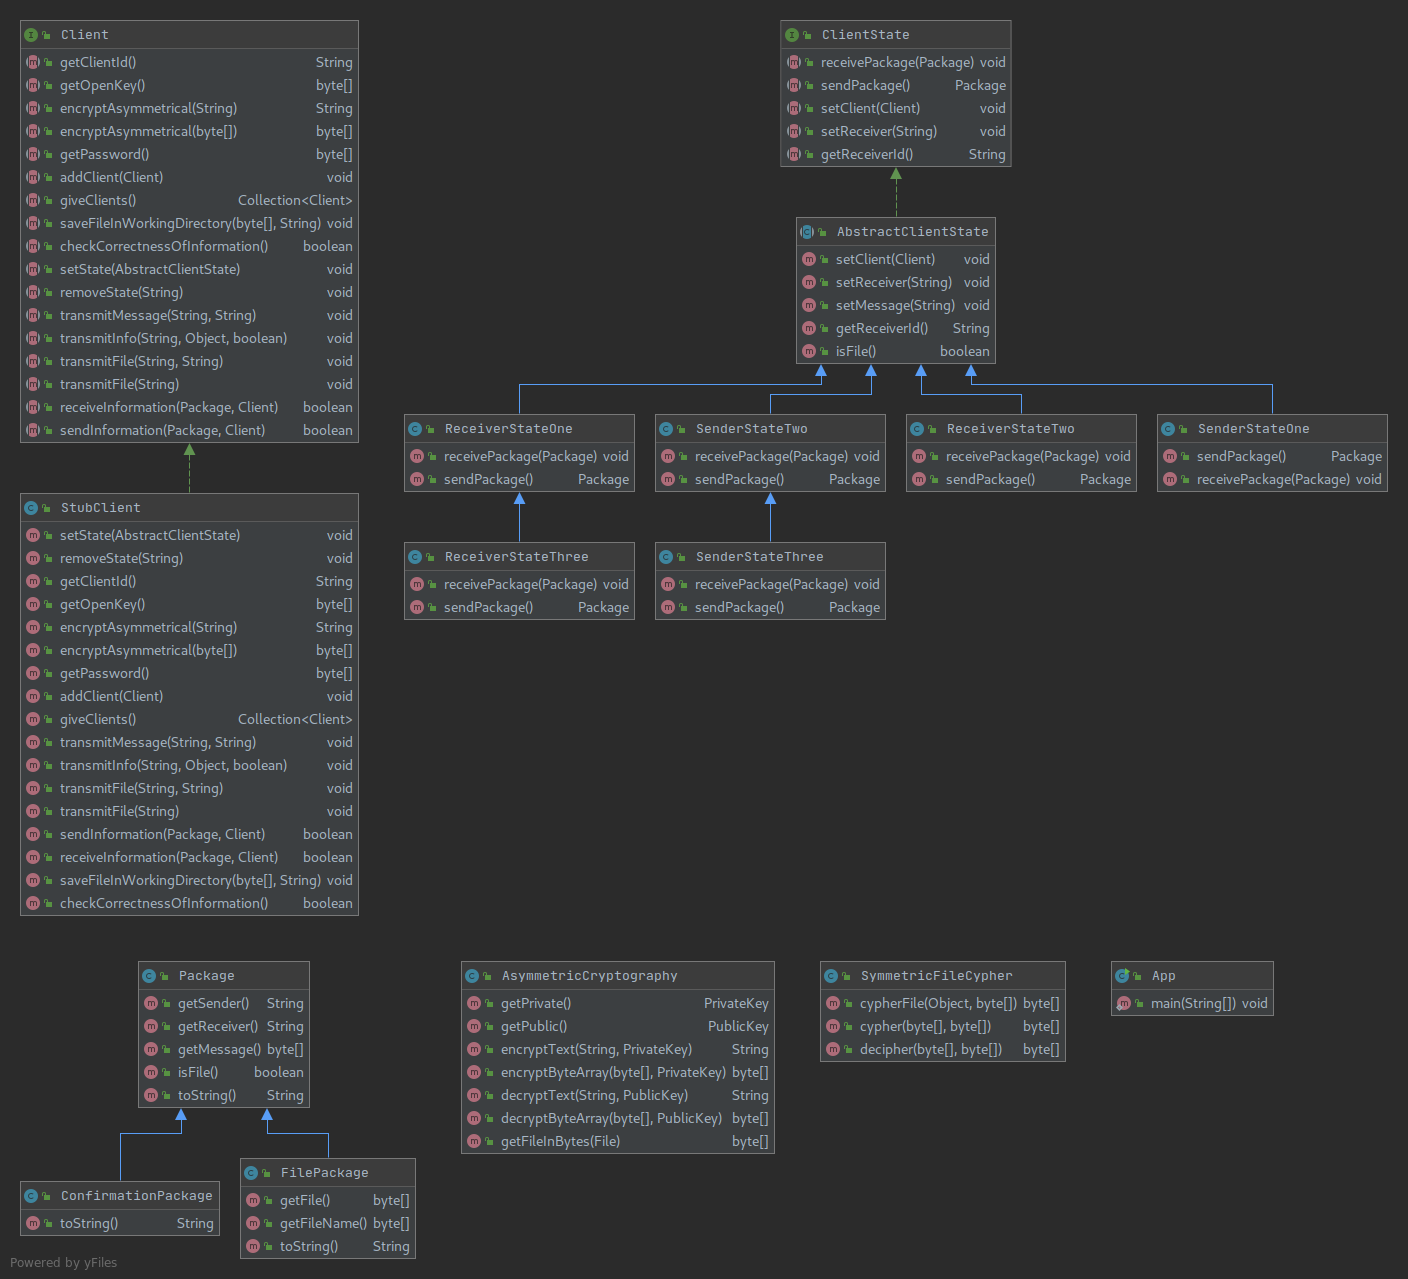 Client
getClientId() String
getOpenKey() byte[]
encryptAsymmetrical(String) String
encryptAsymmetrical(byte[]) byte[]
getPassword() byte[]
addClient(Client) void
giveClients() Collection<Client>
saveFileInWorkingDirectory(byte[], String) void
checkCorrectnessOfInformation() boolean
setState(AbstractClientState) void
removeState(String) void
transmitMessage(String, String) void
transmitInfo(String, Object, boolean) void
transmitFile(String, String) void
transmitFile(String) void
receiveInformation(Package, Client) boolean
sendInformation(Package, Client) boolean
StubClient
setState(AbstractClientState) void
removeState(String) void
getClientId() String
getOpenKey() byte[]
encryptAsymmetrical(String) String
encryptAsymmetrical(byte[]) byte[]
getPassword() byte[]
addClient(Client) void
giveClients() Collection<Client>
transmitMessage(String, String) void
transmitInfo(String, Object, boolean) void
transmitFile(String, String) void
transmitFile(String) void
sendInformation(Package, Client) boolean
receiveInformation(Package, Client) boolean
saveFileInWorkingDirectory(byte[], String) void
checkCorrectnessOfInformation() boolean
ClientState
receivePackage(Package) void
sendPackage() Package
setClient(Client) void
setReceiver(String) void
getReceiverId() String
AbstractClientState
setClient(Client) void
setReceiver(String) void
setMessage(String) void
getReceiverId() String
isFile() boolean
ReceiverStateOne
receivePackage(Package) void
sendPackage() Package
SenderStateTwo
receivePackage(Package) void
sendPackage() Package
ReceiverStateTwo
receivePackage(Package) void
sendPackage() Package
SenderStateOne
sendPackage() Package
receivePackage(Package) void
ReceiverStateThree
receivePackage(Package) void
sendPackage() Package
SenderStateThree
receivePackage(Package) void
sendPackage() Package
Package
getSender() String
getReceiver() String
getMessage() byte[]
isFile() boolean
toString() String
AsymmetricCryptography
getPrivate() PrivateKey
getPublic() PublicKey
encryptText(String, PrivateKey) String
encryptByteArray(byte[], PrivateKey) byte[]
decryptText(String, PublicKey) String
decryptByteArray(byte[], PublicKey) byte[]
getFileInBytes(File) byte[]
SymmetricFileCypher
cypherFile(Object, byte[]) byte[]
cypher(byte[], byte[]) byte[]
decipher(byte[], byte[]) byte[]
App
main(String[]) void
ConfirmationPackage
toString() String
FilePackage
getFile() byte[]
getFileName() byte[]
toString() String
Powered by yFiles